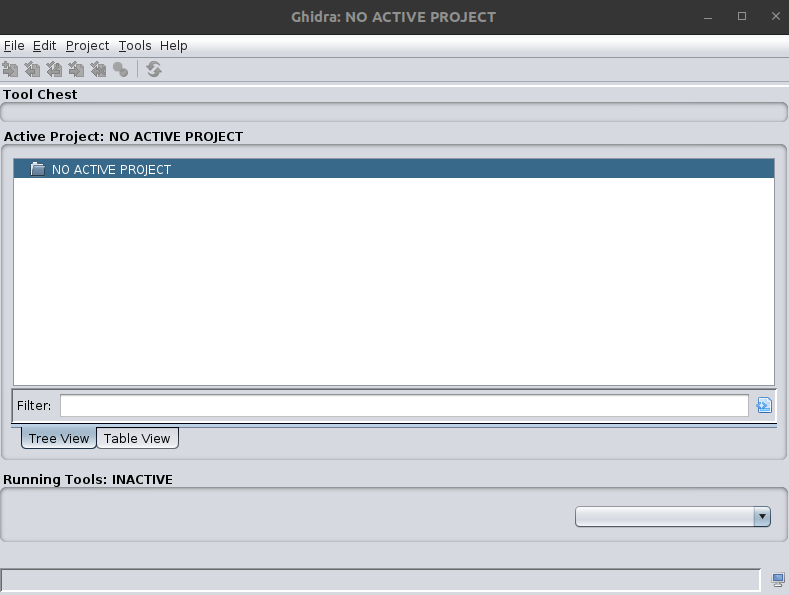 Ghidra: NO ACTIVE PROJECT
File Edit Project Tools Help
Tool Chest
Active Project: NO ACTIVE PROJECT
NO ACTIVE PROJECT
Filter:
Tree View Table View
Running Tools: INACTIVE